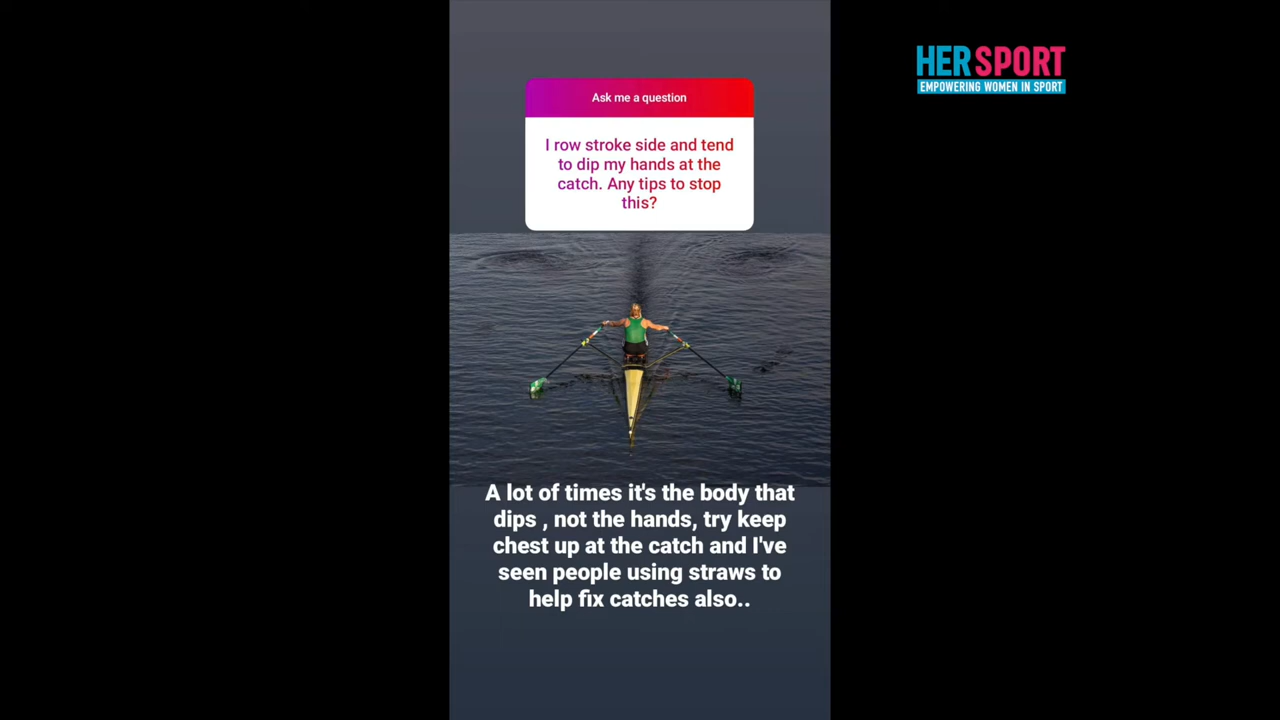 HER SPORT
EMPOWERING WOMEN IN SPORT
Ask me a question
I row stroke side and tend
to dip my hands at the
catch. Any tips to stop
this?
A lot of times it's the body that
dips , not the hands, try keep
chest up at the catch and I've
seen people using straws to
help fix catches also..